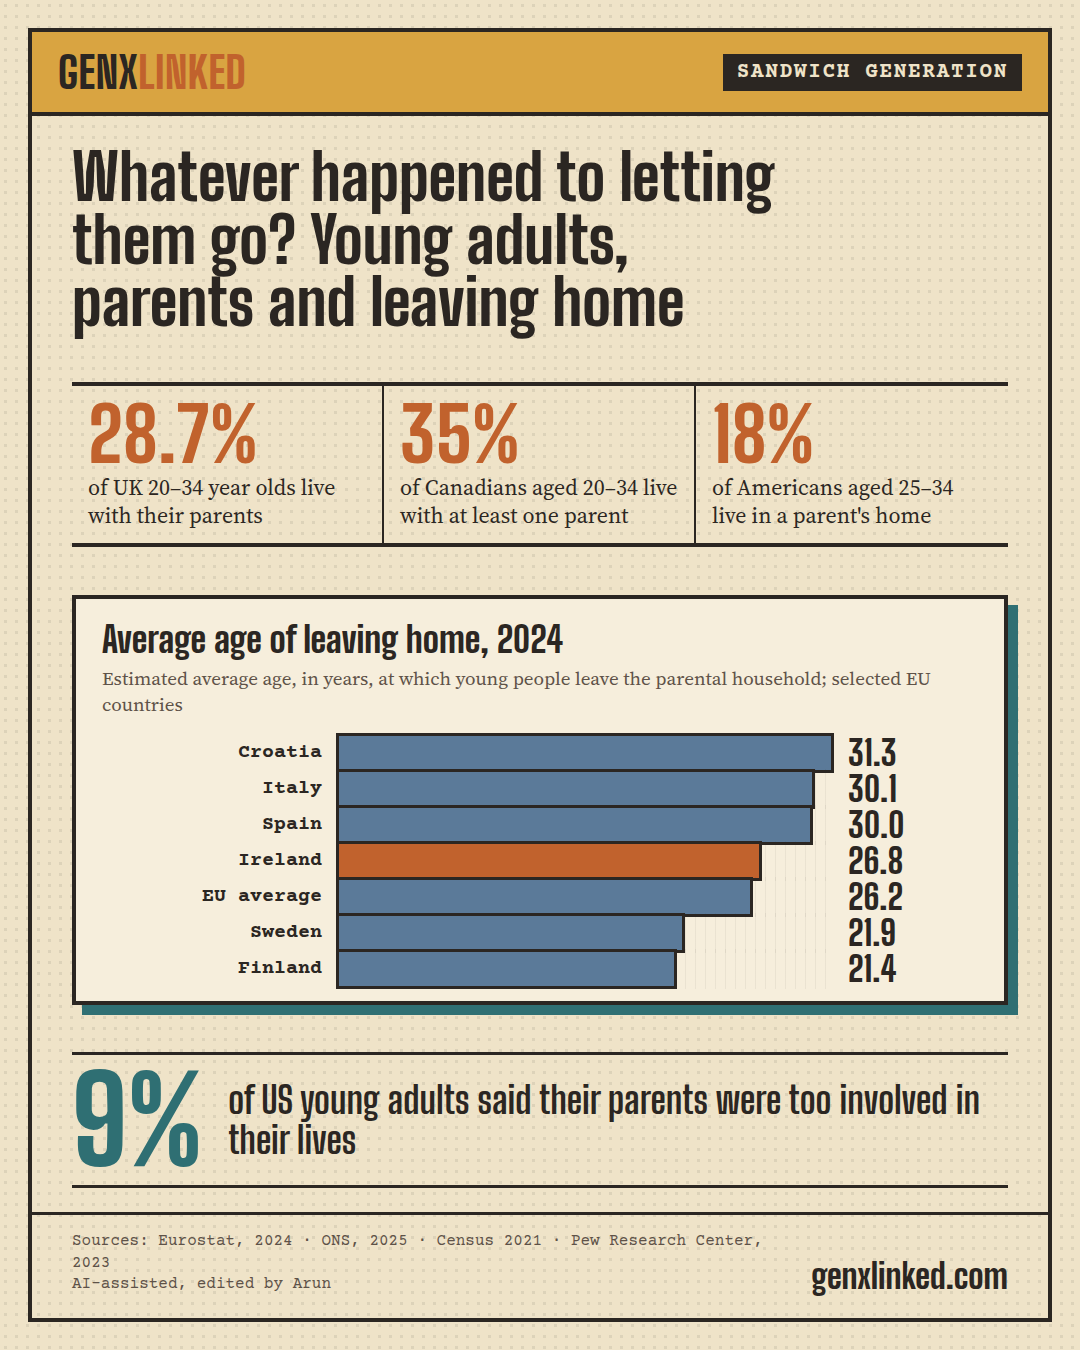 GENXLINKED
SANDWICH GENERATION
Whatever happened to letting
them go? Young adults,
parents and leaving home
28.7%
of UK 20–34 year olds live
with their parents
35%
of Canadians aged 20–34 live
with at least one parent
18%
of Americans aged 25–34
live in a parent's home
Average age of leaving home, 2024
Estimated average age, in years, at which young people leave the parental household; selected EU
countries
Croatia 31.3
Italy 30.1
Spain 30.0
Ireland 26.8
EU average 26.2
Sweden 21.9
Finland 21.4
9%
of US young adults said their parents were too involved in
their lives
Sources: Eurostat, 2024 · ONS, 2025 · Census 2021 · Pew Research Center,
2023
AI-assisted, edited by Arun
genxlinked.com